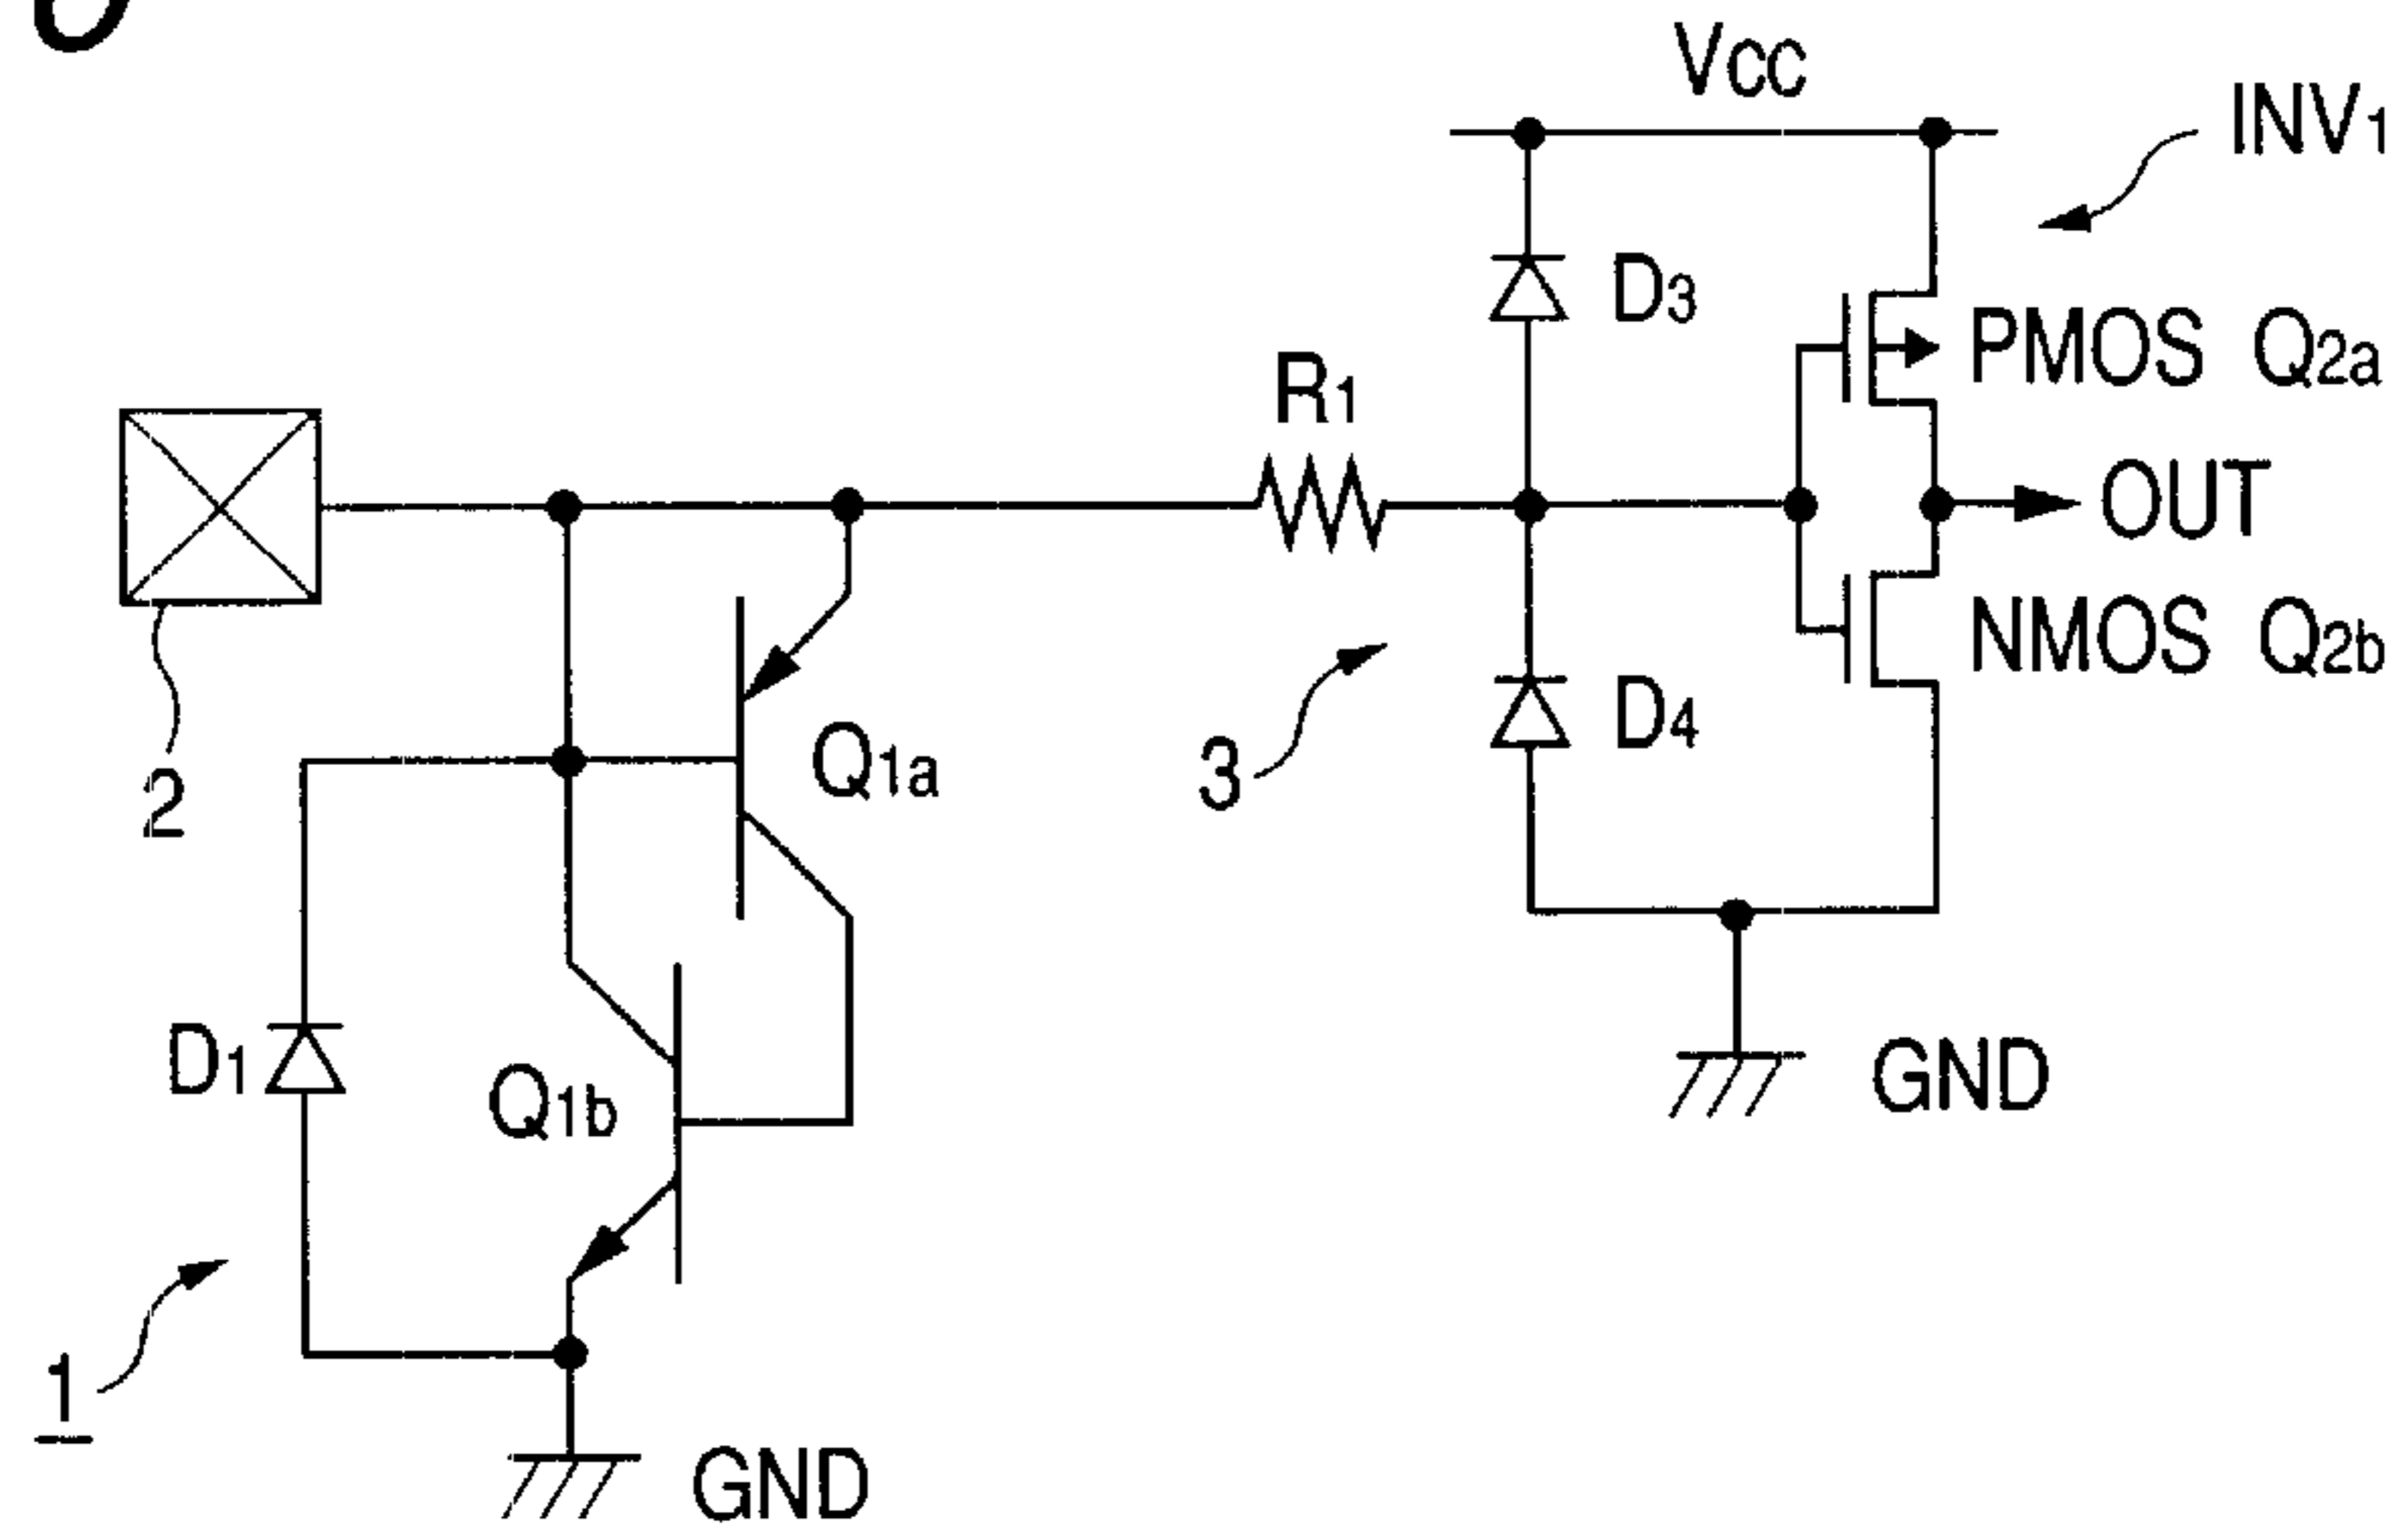 VCC
INV1
D3
PMOS Q2a
R1
OUT
NMOS Q2b
D4
Q1a
3
2
D1
Q1b
GND
1
GND